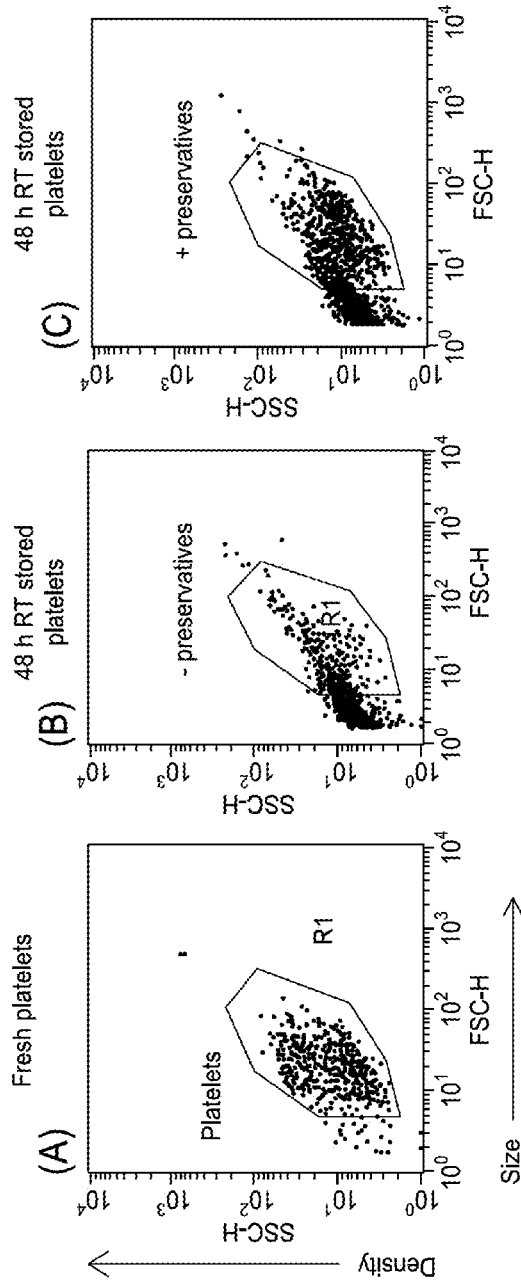 (A)
Fresh platelets
Density
SSC-H
10⁴
10³
10²
10¹
10⁰
Platelets
R1
10⁰ 10¹ 10² 10³ 10⁴
FSC-H
Size
(B)
48 h RT stored
platelets
SSC-H
10⁴
10³
10²
10¹
10⁰
- preservatives
R1
10⁰ 10¹ 10² 10³ 10⁴
FSC-H
(C)
48 h RT stored
platelets
SSC-H
10⁴
10³
10²
10¹
10⁰
+ preservatives
10⁰ 10¹ 10² 10³ 10⁴
FSC-H